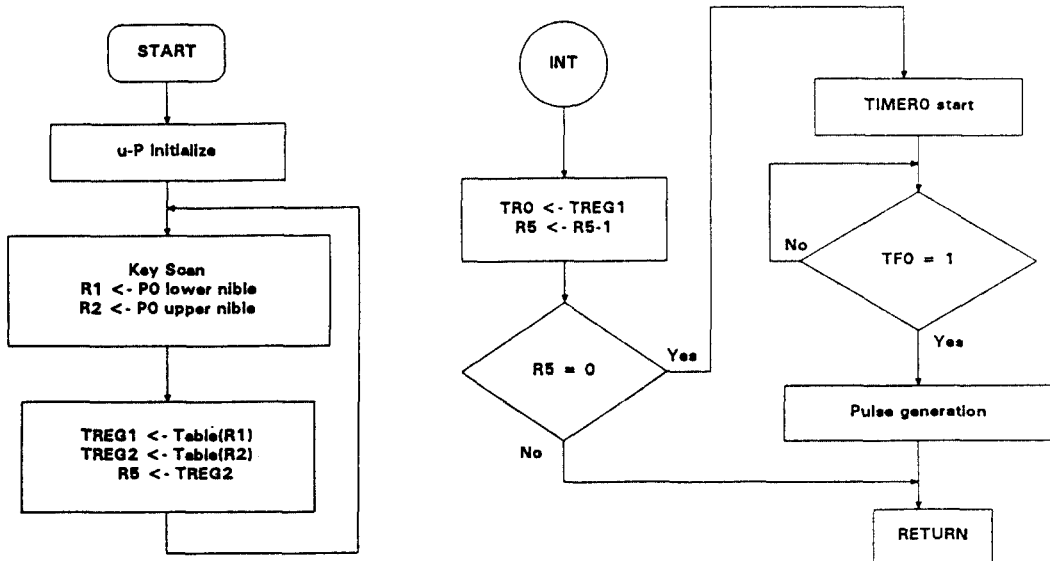 START
u-P Initialize
Key Scan
R1 <- P0 lower nible
R2 <- P0 upper nible
TREG1 <- Table(R1)
TREG2 <- Table(R2)
R5 <- TREG2
INT
TR0 <- TREG1
R5 <- R5-1
R5 = 0
Yes
No
TIMER0 start
TF0 = 1
No
Yes
Pulse generation
RETURN